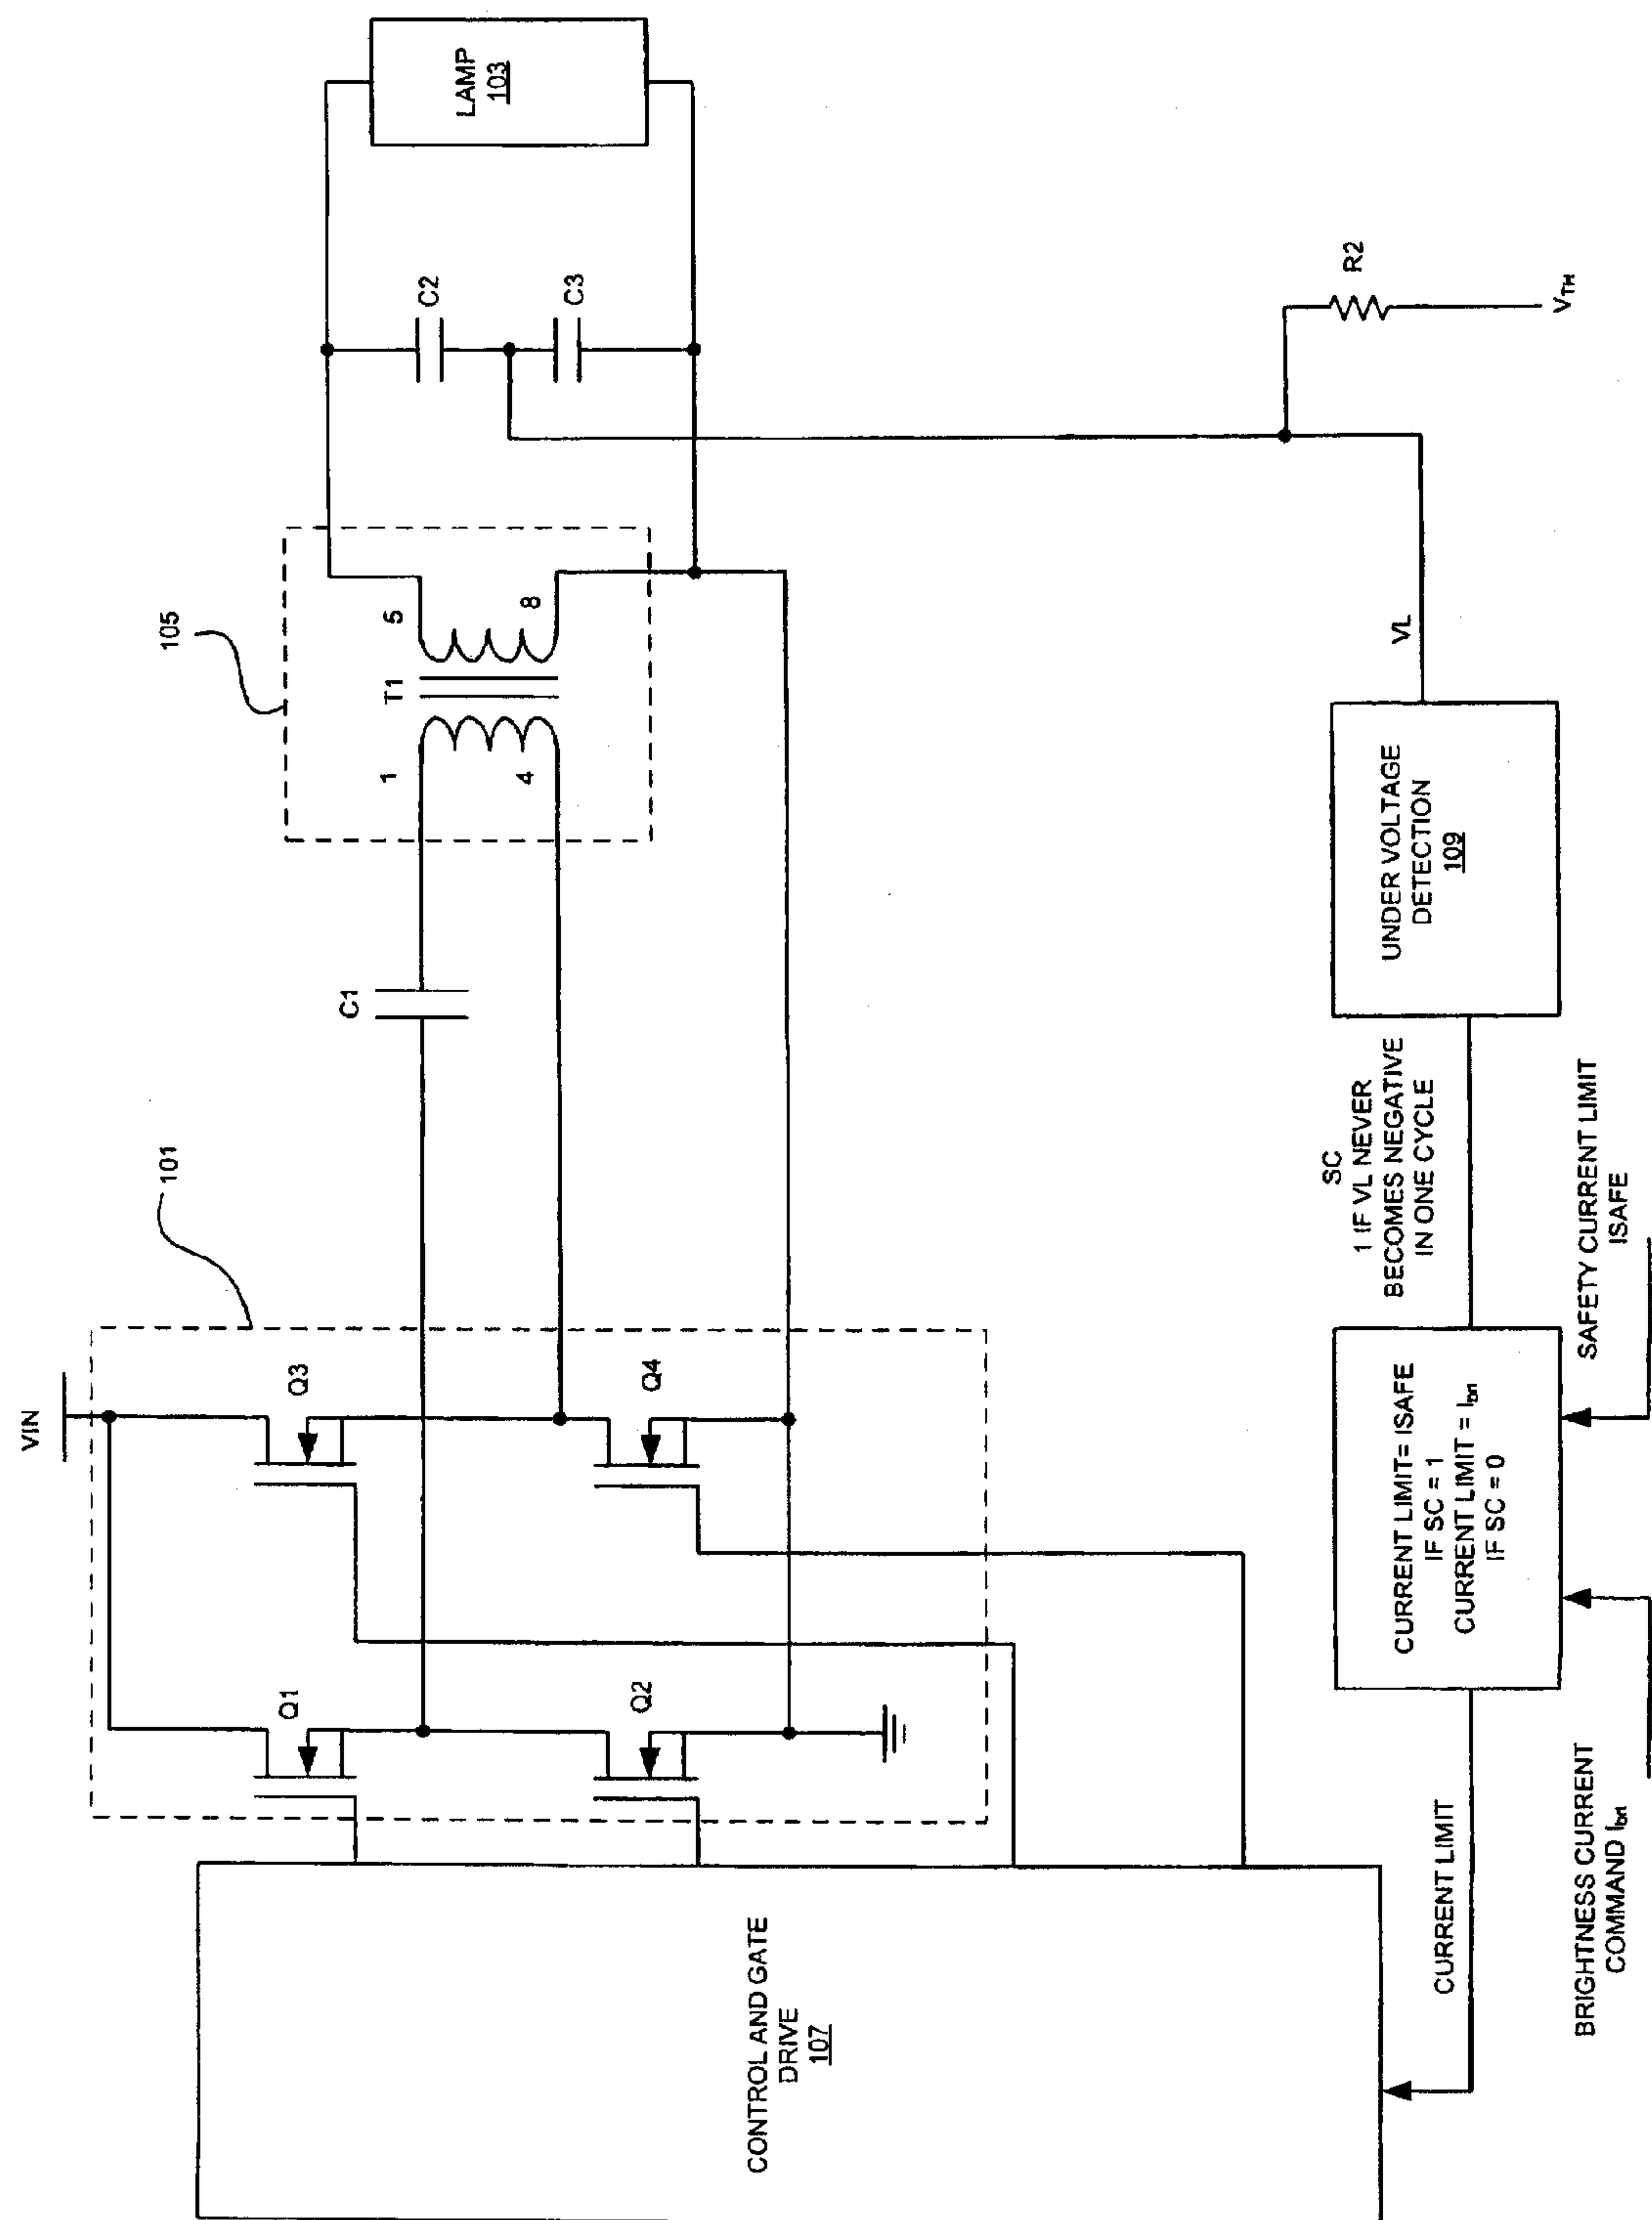 VIN
101
Q1
Q2
Q3
Q4
C1
105
T1
1
4
5
8
C2
C3
LAMP
103
CONTROL AND GATE
DRIVE
107
R2
V_TH
VL
UNDER VOLTAGE
DETECTION
109
SC
1 IF VL NEVER
BECOMES NEGATIVE
IN ONE CYCLE
CURRENT LIMIT= ISAFE
IF SC = 1
CURRENT LIMIT = I_brt
IF SC = 0
CURRENT LIMIT
BRIGHTNESS CURRENT
COMMAND I_brt
SAFETY CURRENT LIMIT
ISAFE